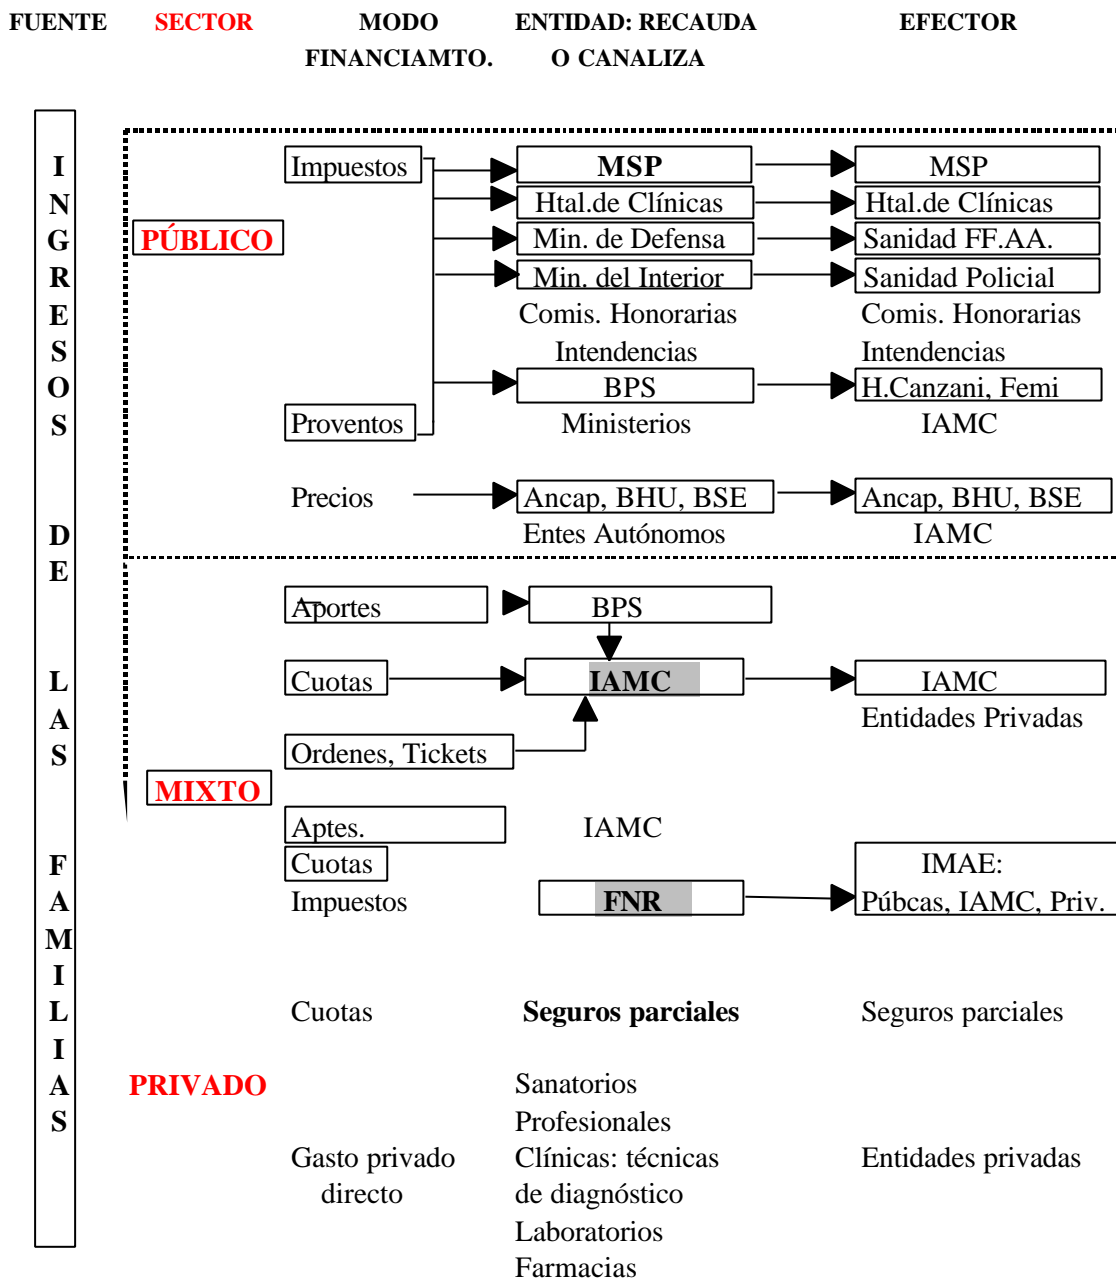 FUENTE SECTOR MODO ENTIDAD: RECAUDA EFECTOR
FINANCIAMTO. O CANALIZA
INGRESOS DE LAS FAMILIAS
Impuestos MSP MSP
Htal.de Clínicas Htal.de Clínicas
PÚBLICO Min. de Defensa Sanidad FF.AA.
Min. del Interior Sanidad Policial
Comis. Honorarias Comis. Honorarias
Intendencias Intendencias
BPS H.Canzani, Femi
Proventos Ministerios IAMC
Precios Ancap, BHU, BSE Ancap, BHU, BSE
Entes Autónomos IAMC
Aportes BPS
Cuotas IAMC IAMC
Entidades Privadas
Ordenes, Tickets
MIXTO
Aptes. IAMC
Cuotas IMAE:
Impuestos FNR Púbcas, IAMC, Priv.
Cuotas Seguros parciales Seguros parciales
PRIVADO Sanatorios
Profesionales
Gasto privado Clínicas: técnicas Entidades privadas
directo de diagnóstico
Laboratorios
Farmacias